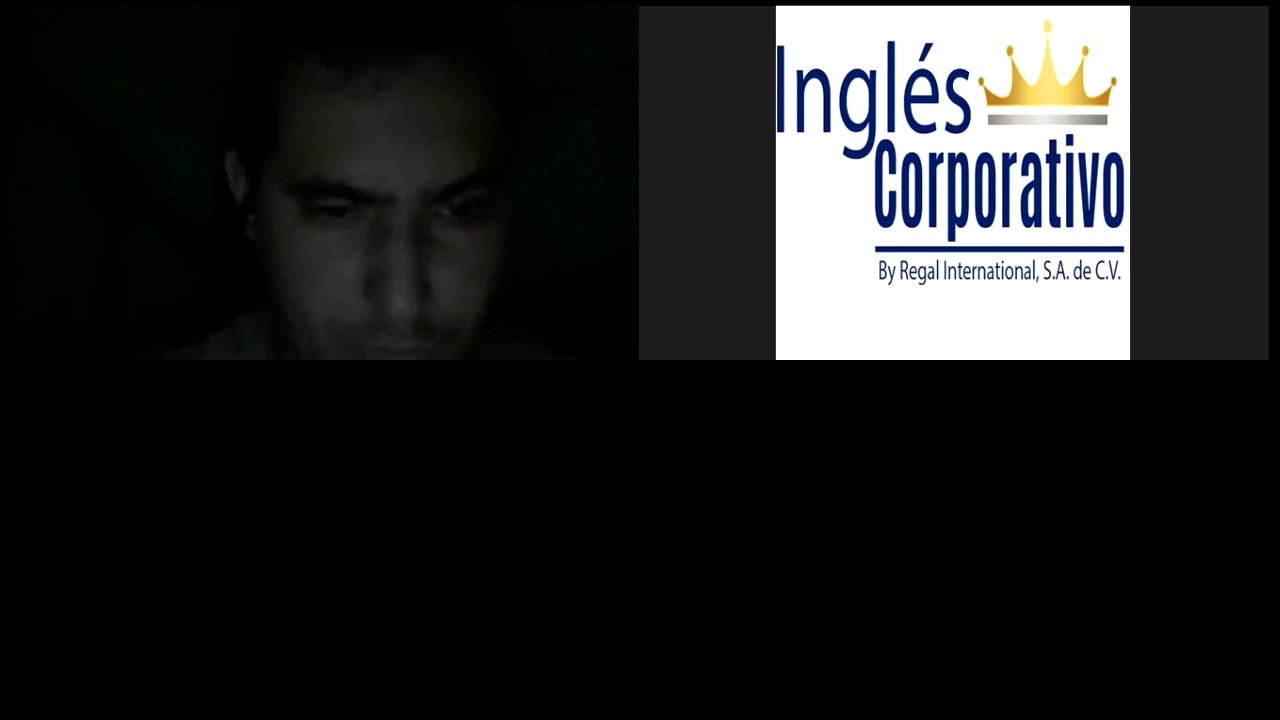 Inglés
Corporativo
By Regal International, S.A. de C.V.